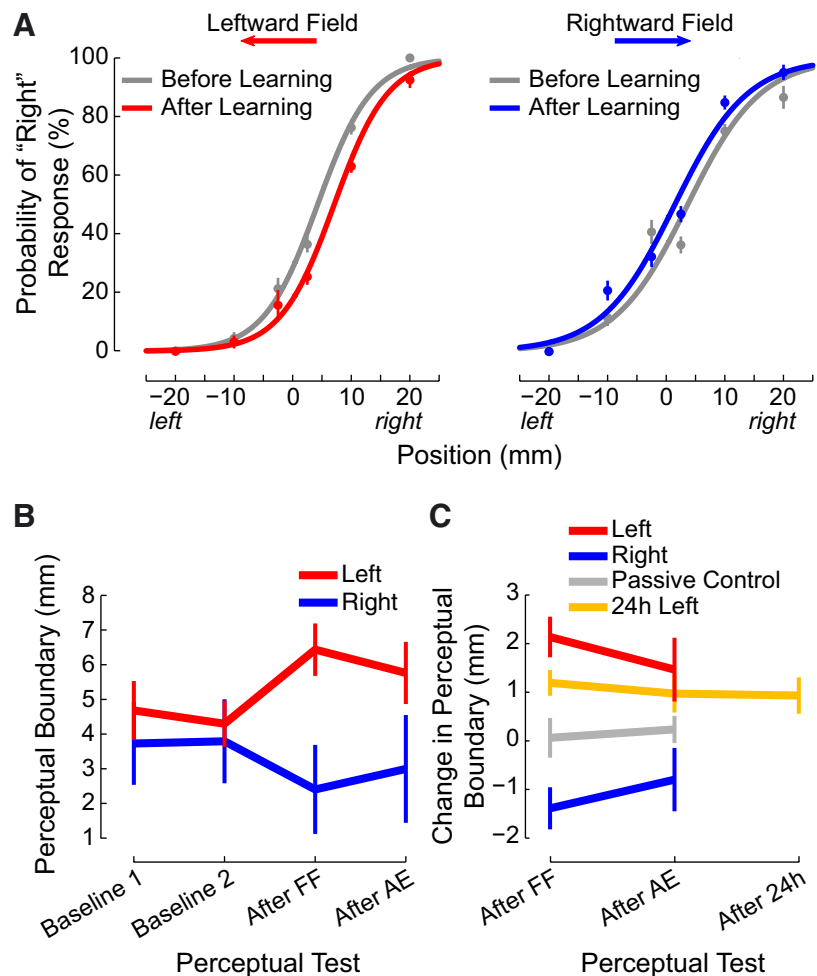 A
Leftward Field
Rightward Field
Probability of “Right”
Response (%)
100
80
60
40
20
0
Before Learning
After Learning
Before Learning
After Learning
−20 −10 0 10 20
left right
−20 −10 0 10 20
left right
Position (mm)
B
Perceptual Boundary (mm)
8
7
6
5
4
3
2
1
Left
Right
Baseline 1
Baseline 2
After FF
After AE
Perceptual Test
C
Left
Right
Passive Control
24h Left
Change in Perceptual
Boundary (mm)
3
2
1
0
−1
−2
After FF
After AE
After 24h
Perceptual Test